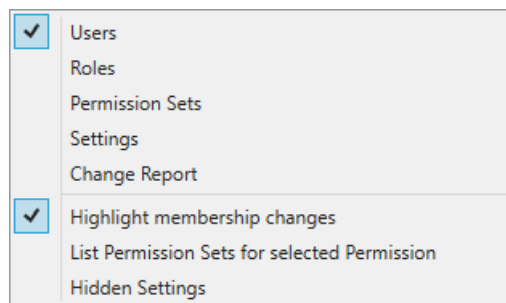 Users
Roles
Permission Sets
Settings
Change Report
Highlight membership changes
List Permission Sets for selected Permission
Hidden Settings